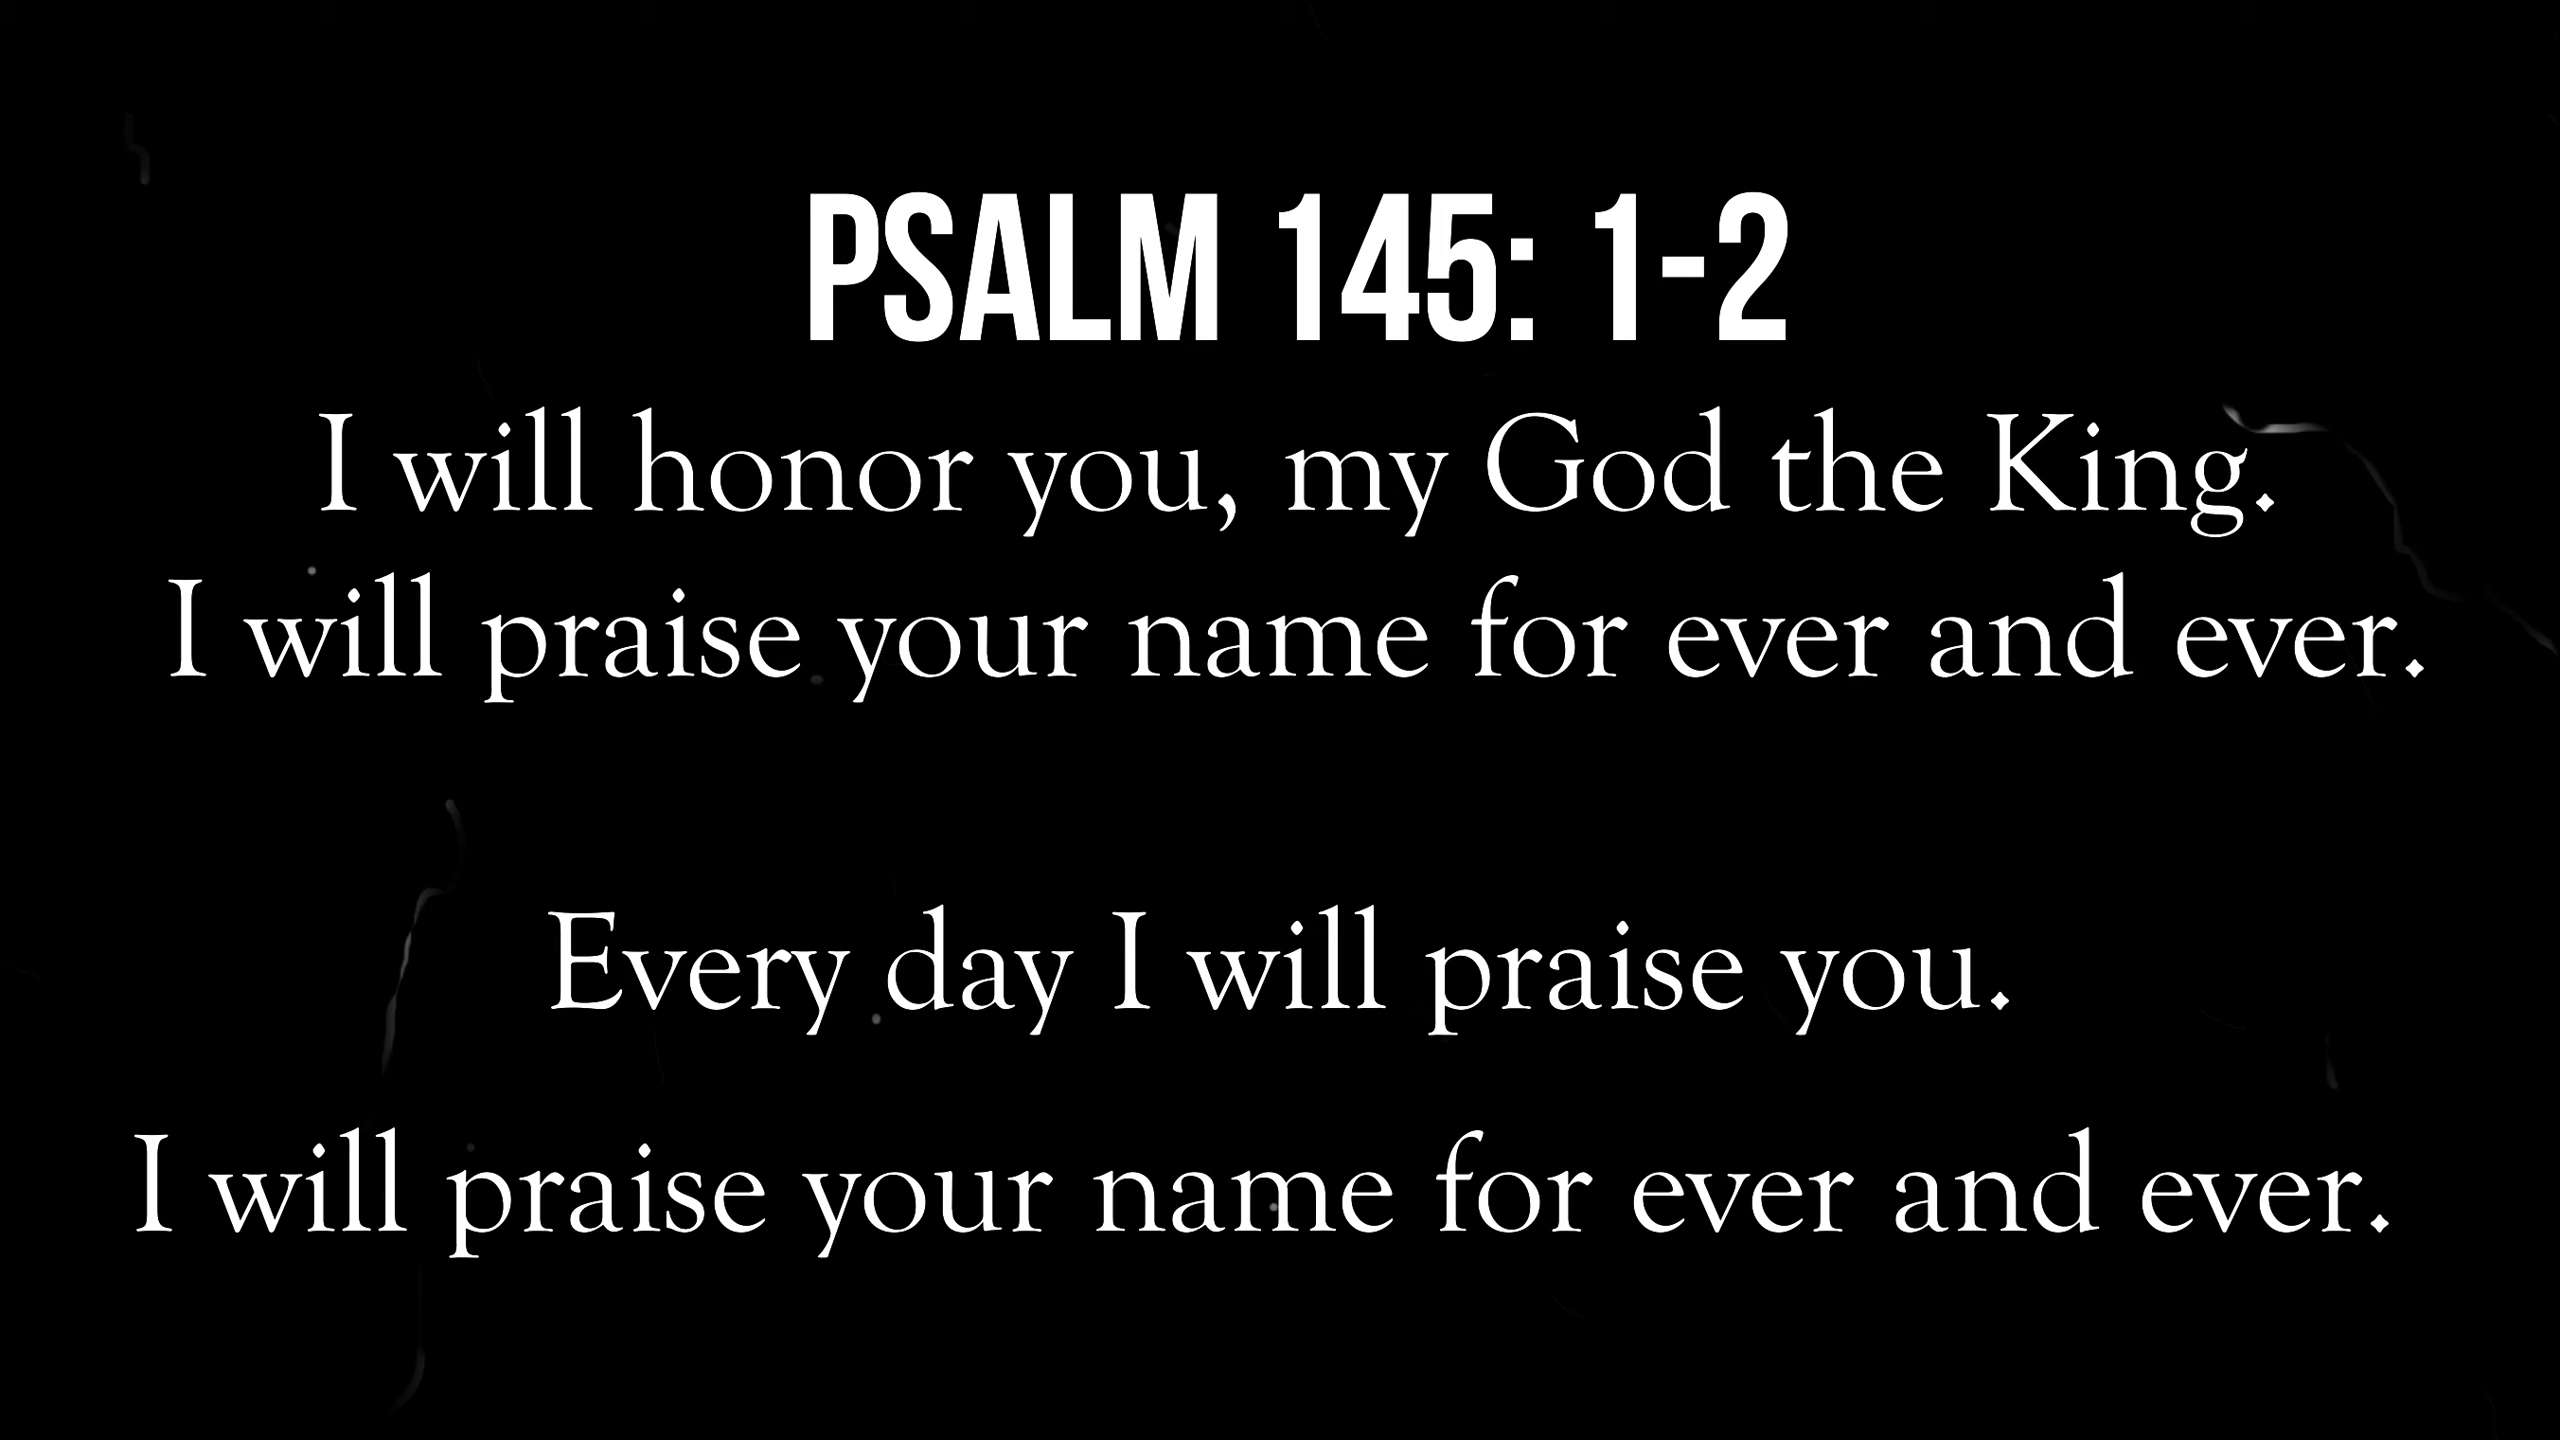 PSALM 145: 1-2
I will honor you, my God the King.
I will praise your name for ever and ever.
Every day I will praise you.
I will praise your name for ever and ever.